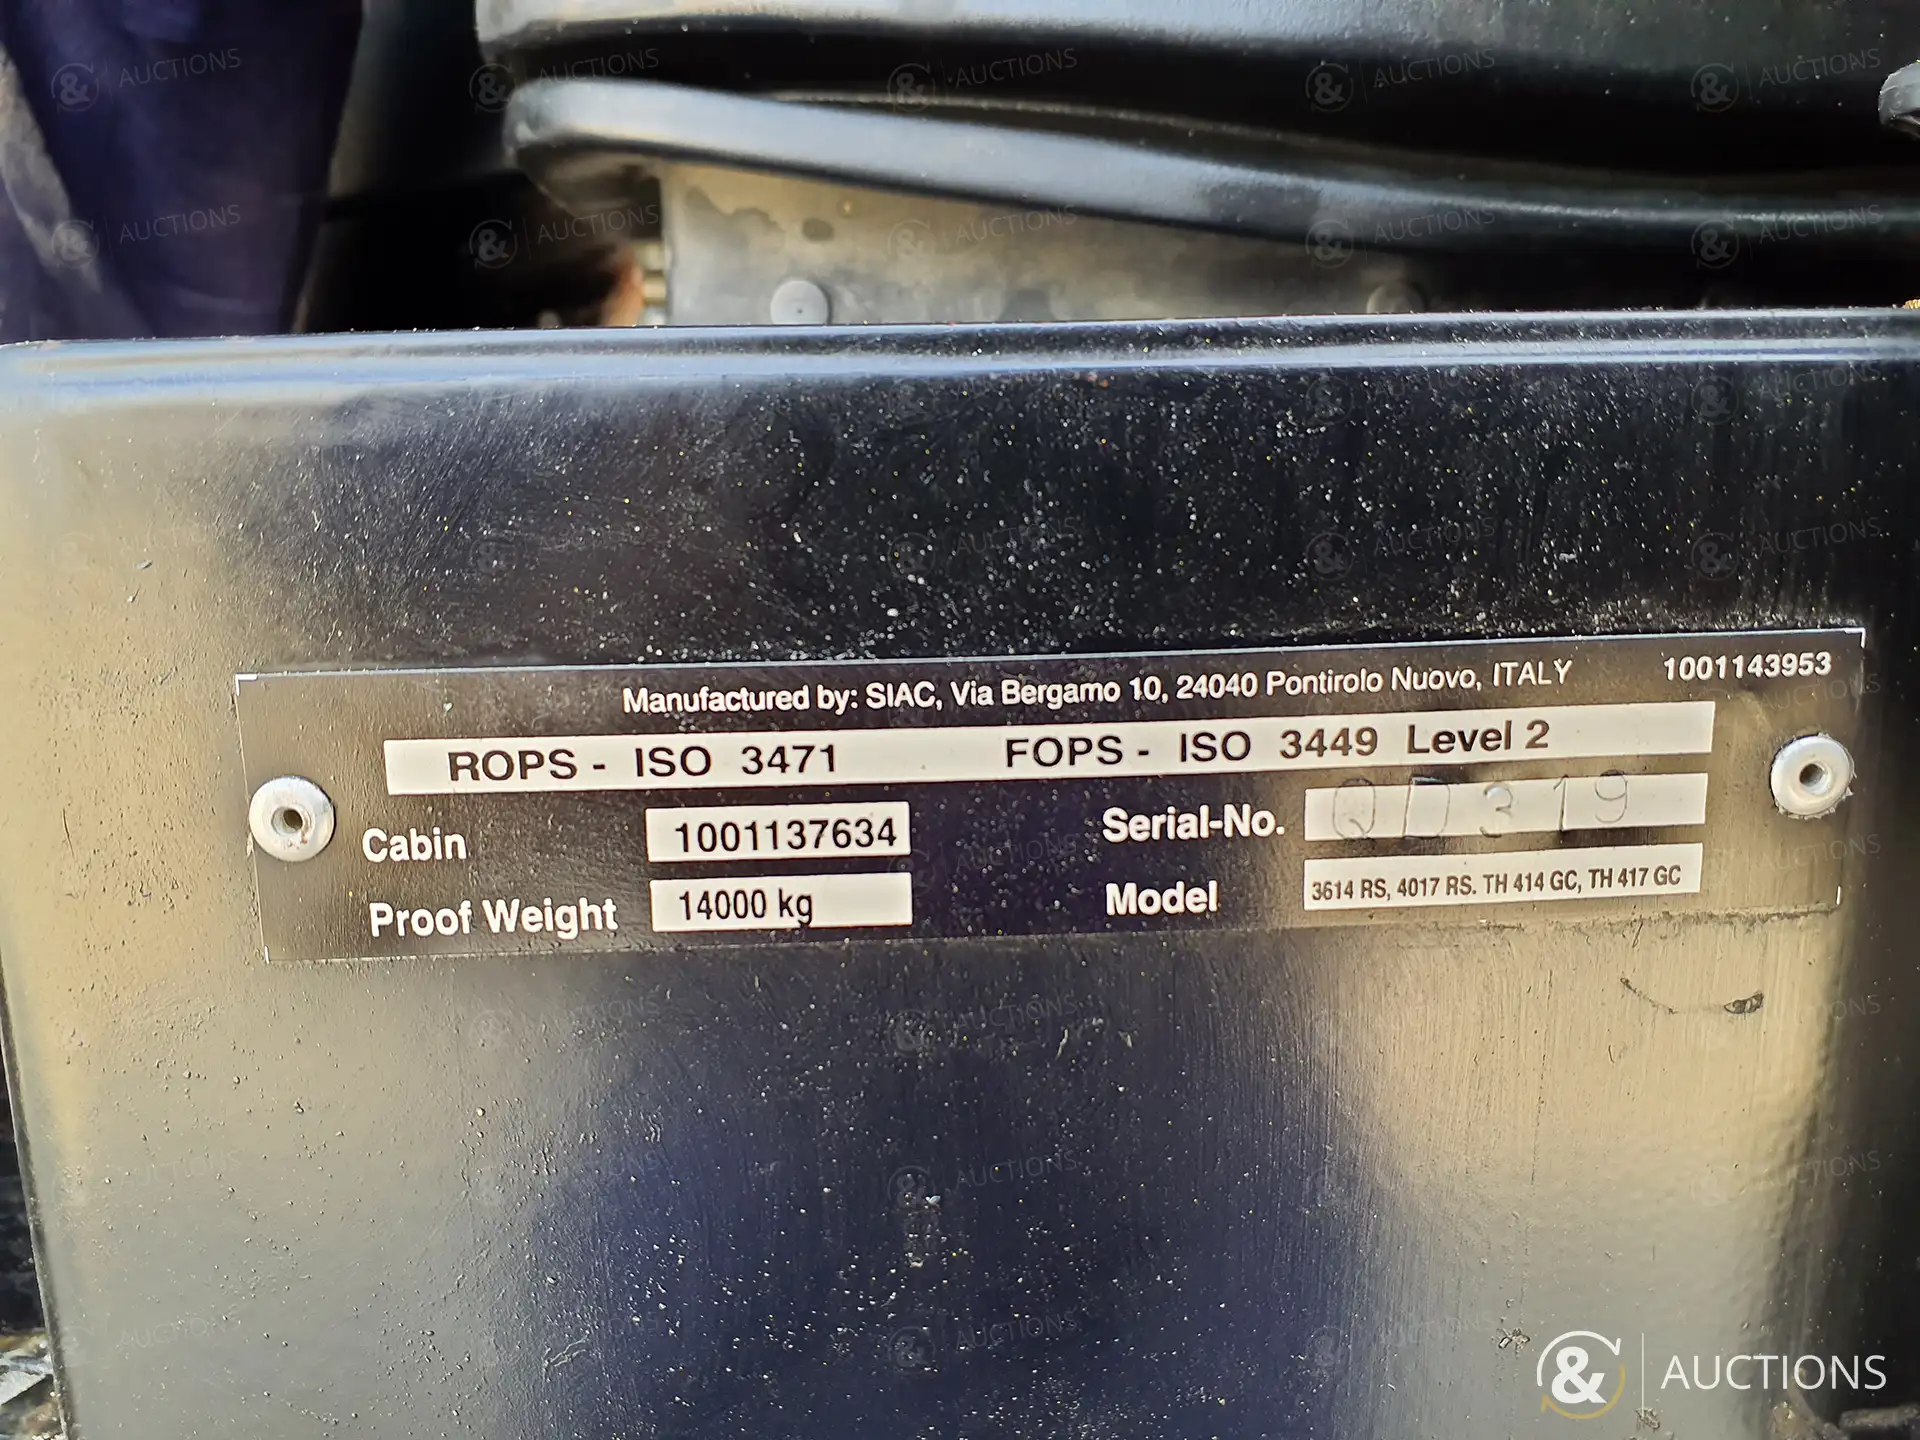 Manufactured by: SIAC, Via Bergamo 10, 24040 Pontirolo Nuovo, ITALY 1001143953
ROPS - ISO 3471 FOPS - ISO 3449 Level 2
Cabin 1001137634 Serial-No. QD319
Proof Weight 14000 kg Model 3614 RS, 4017 RS. TH 414 GC, TH 417 GC
& AUCTIONS